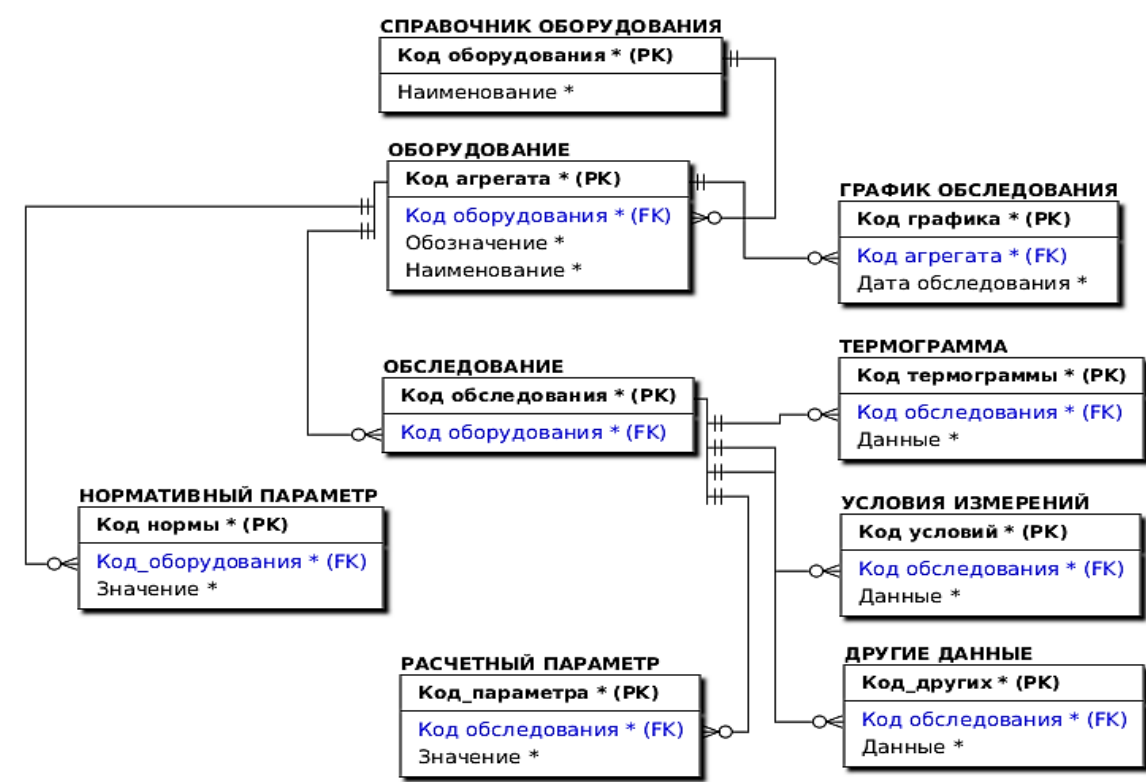 СПРАВОЧНИК ОБОРУДОВАНИЯ
Код оборудования * (PK)
Наименование *
ОБОРУДОВАНИЕ
Код агрегата * (PK)
Код оборудования * (FK)
Обозначение *
Наименование *
ГРАФИК ОБСЛЕДОВАНИЯ
Код графика * (PK)
Код агрегата * (FK)
Дата обследования *
ОБСЛЕДОВАНИЕ
Код обследования * (PK)
Код оборудования * (FK)
ТЕРМОГРАММА
Код термограммы * (PK)
Код обследования * (FK)
Данные *
НОРМАТИВНЫЙ ПАРАМЕТР
Код нормы * (PK)
Код_оборудования * (FK)
Значение *
УСЛОВИЯ ИЗМЕРЕНИЙ
Код условий * (PK)
Код обследования * (FK)
Данные *
РАСЧЕТНЫЙ ПАРАМЕТР
Код_параметра * (PK)
Код обследования * (FK)
Значение *
ДРУГИЕ ДАННЫЕ
Код_других * (PK)
Код обследования * (FK)
Данные *